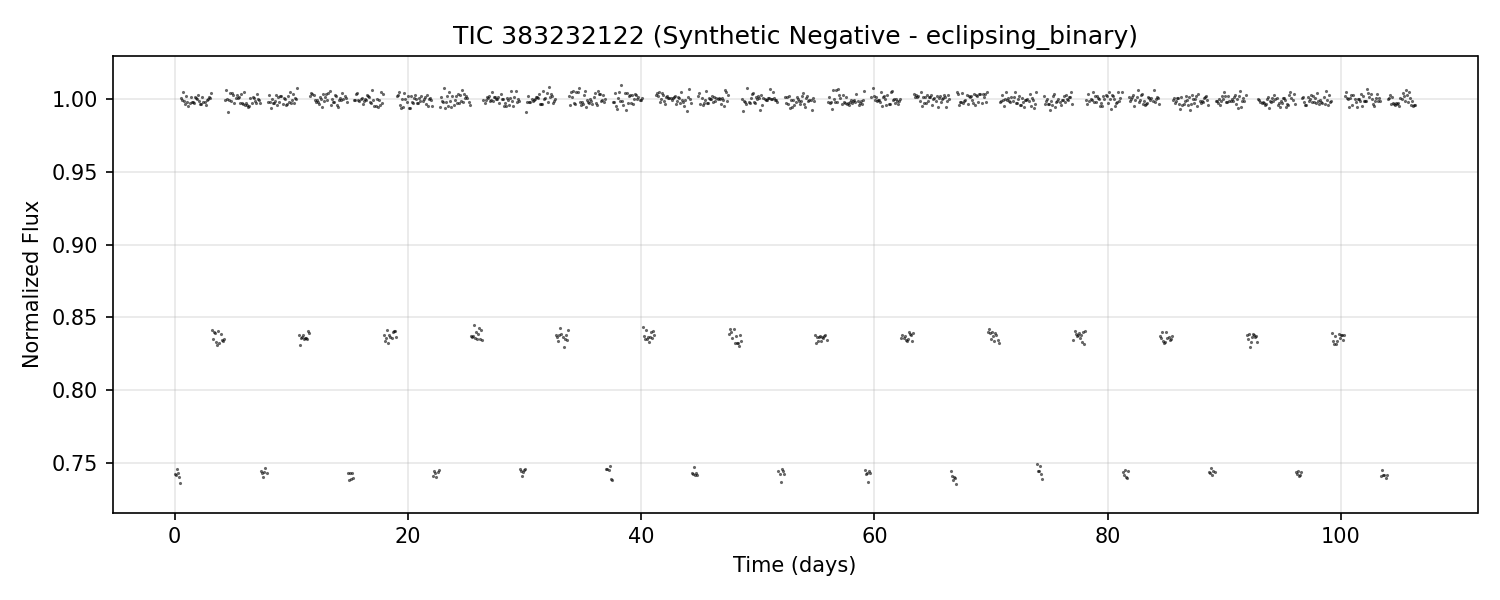 TIC 383232122 (Synthetic Negative - eclipsing_binary)
Normalized Flux
1.00
0.95
0.90
0.85
0.80
0.75
0 20 40 60 80 100
Time (days)